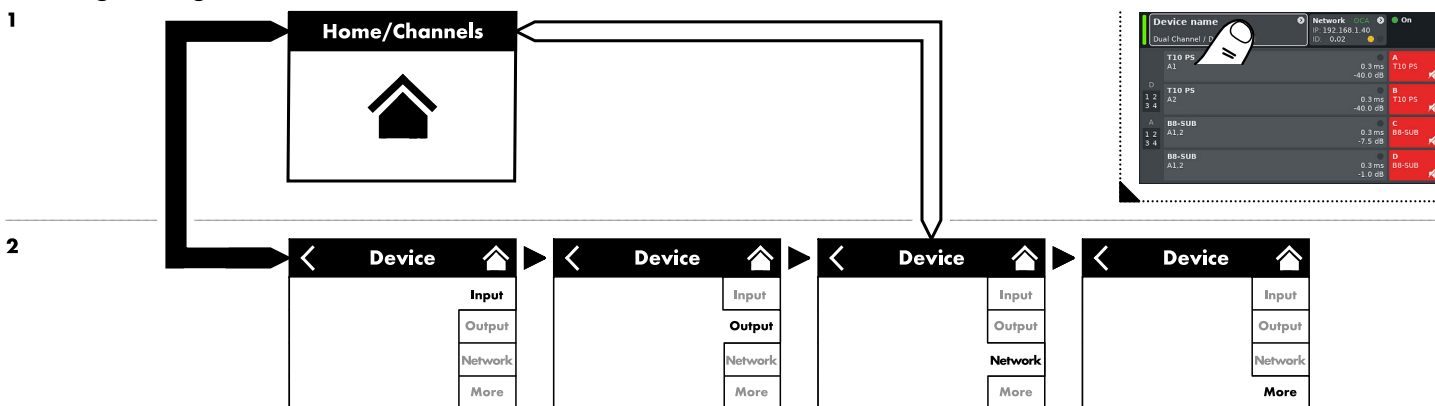 1
Home/Channels
Device name
Network OCA
On
IP: 192.168.1.40
Dual Channel / D
ID: 0.02
T10 PS
A1
0.3 ms
-40.0 dB
A
T10 PS
D
1 2
3 4
T10 PS
A2
0.3 ms
-40.0 dB
B
T10 PS
A
1 2
3 4
B8-SUB
A1,2
0.3 ms
-7.5 dB
C
B8-SUB
B8-SUB
A1,2
0.3 ms
-1.0 dB
D
B8-SUB
2
Device
Input
Output
Network
More
Device
Input
Output
Network
More
Device
Input
Output
Network
More
Device
Input
Output
Network
More